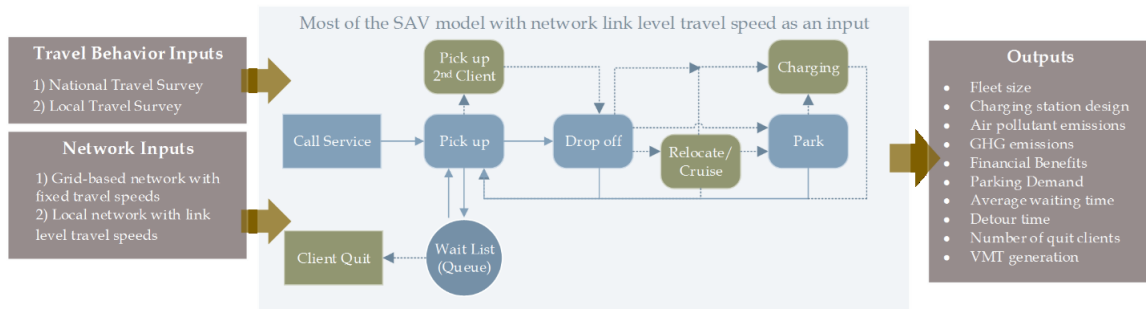 Most of the SAV model with network link level travel speed as an input
Travel Behavior Inputs
1) National Travel Survey
2) Local Travel Survey
Network Inputs
1) Grid-based network with
fixed travel speeds
2) Local network with link
level travel speeds
Pick up
2nd Client
Charging
Call Service
Pick up
Drop off
Relocate/
Cruise
Park
Client Quit
Wait List
(Queue)
Outputs
• Fleet size
• Charging station design
• Air pollutant emissions
• GHG emissions
• Financial Benefits
• Parking Demand
• Average waiting time
• Detour time
• Number of quit clients
• VMT generation